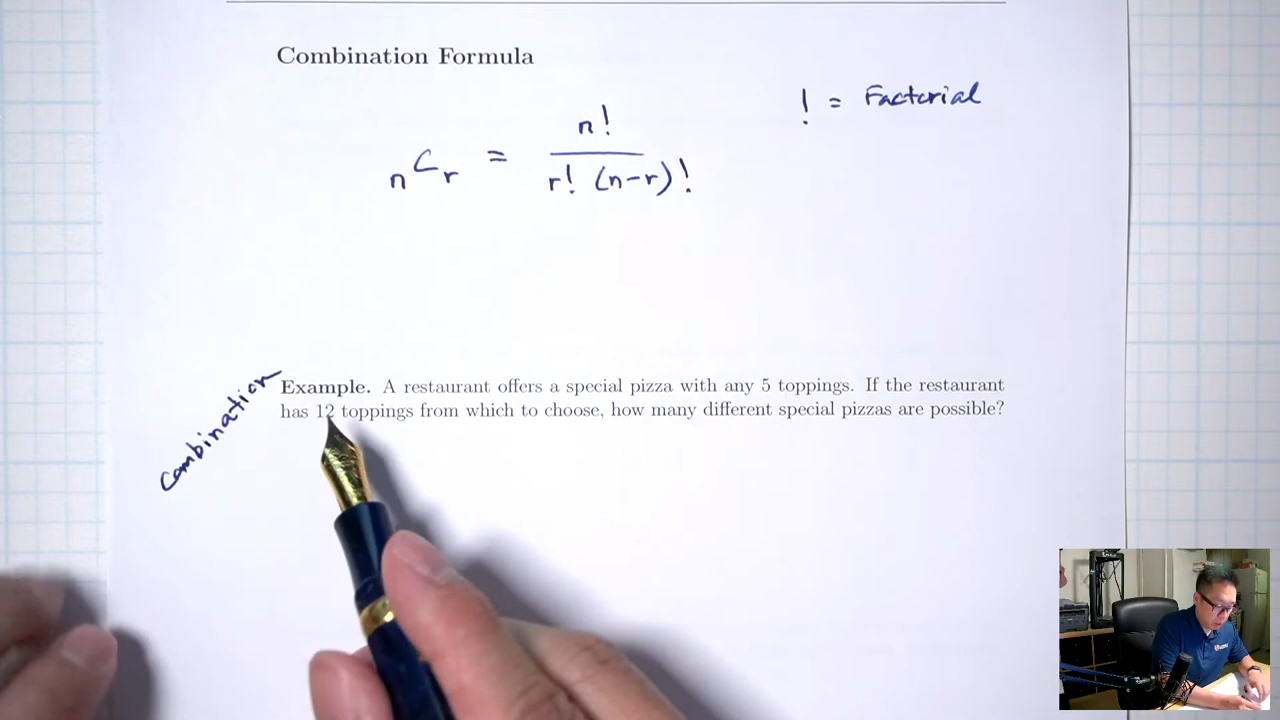 Combination Formula
! = Factorial
nCr = n! / r! (n-r)!
Combination
Example. A restaurant offers a special pizza with any 5 toppings. If the restaurant
has 12 toppings from which to choose, how many different special pizzas are possible?